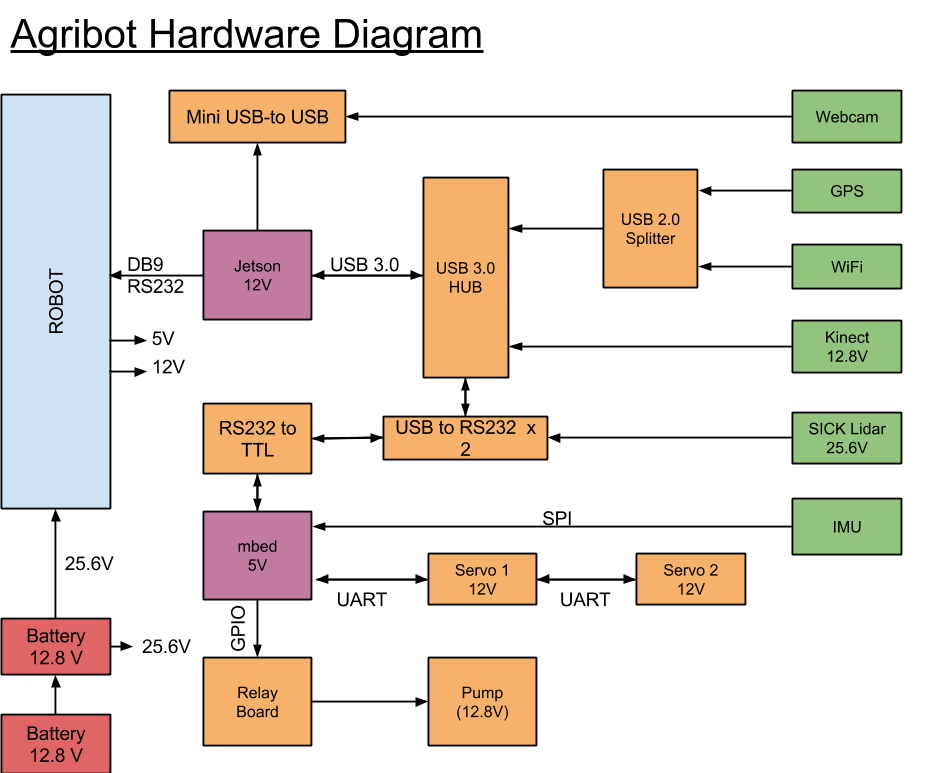 Agribot Hardware Diagram
Mini USB-to USB
Webcam
GPS
USB 2.0
Splitter
WiFi
ROBOT
DB9
RS232
Jetson
12V
USB 3.0
USB 3.0
HUB
5V
12V
Kinect
12.8V
RS232 to
TTL
USB to RS232 x
2
SICK Lidar
25.6V
mbed
5V
SPI
IMU
25.6V
UART
Servo 1
12V
UART
Servo 2
12V
GPIO
Battery
12.8 V
25.6V
Relay
Board
Pump
(12.8V)
Battery
12.8 V